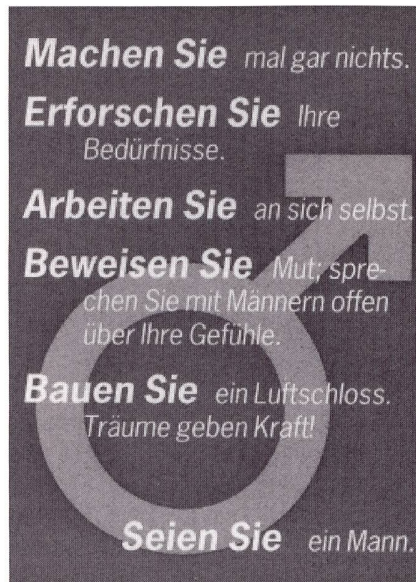 Machen Sie mal gar nichts.
Erforschen Sie Ihre
Bedürfnisse.
Arbeiten Sie an sich selbst.
Beweisen Sie Mut; spre-
chen Sie mit Männern offen
über Ihre Gefühle.
Bauen Sie ein Luftschloss.
Träume geben Kraft!
Seien Sie ein Mann.